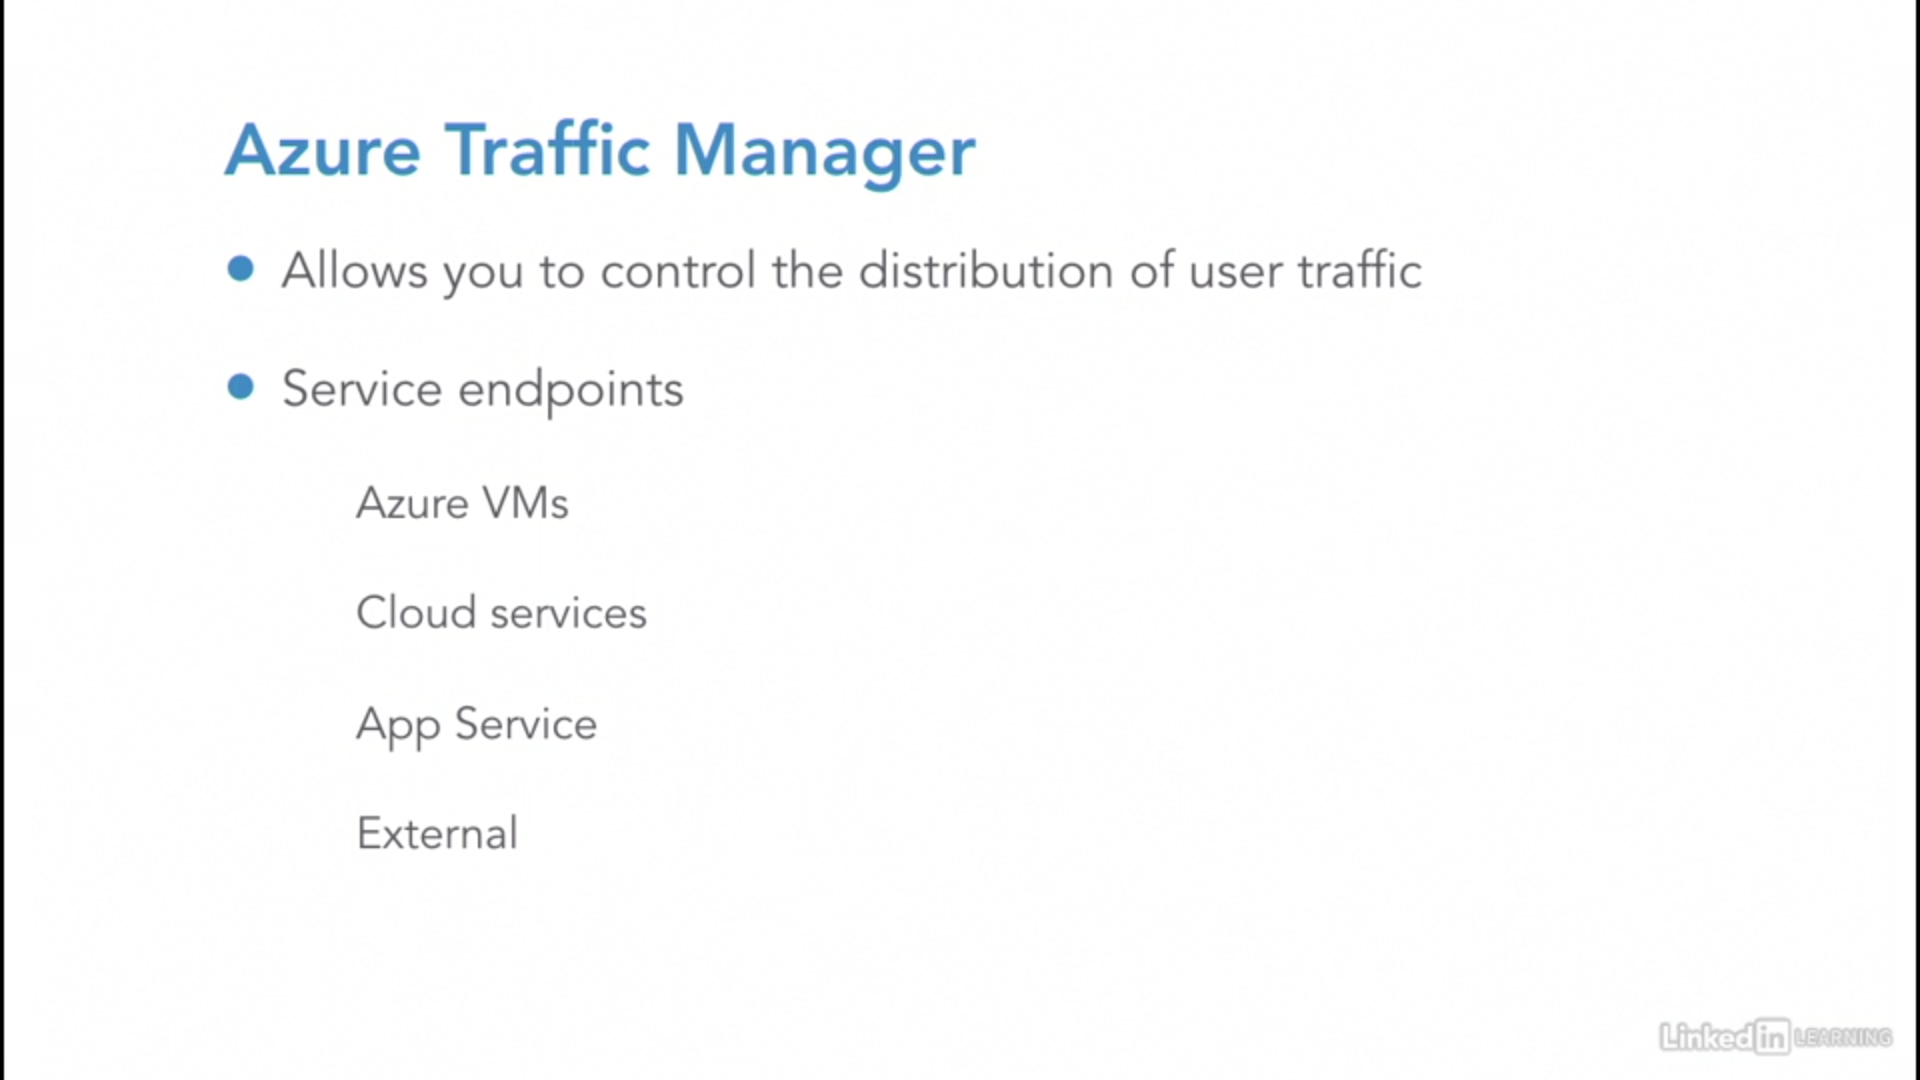 Azure Traffic Manager
Allows you to control the distribution of user traffic
Service endpoints
Azure VMs
Cloud services
App Service
External
LinkedIn LEARNING